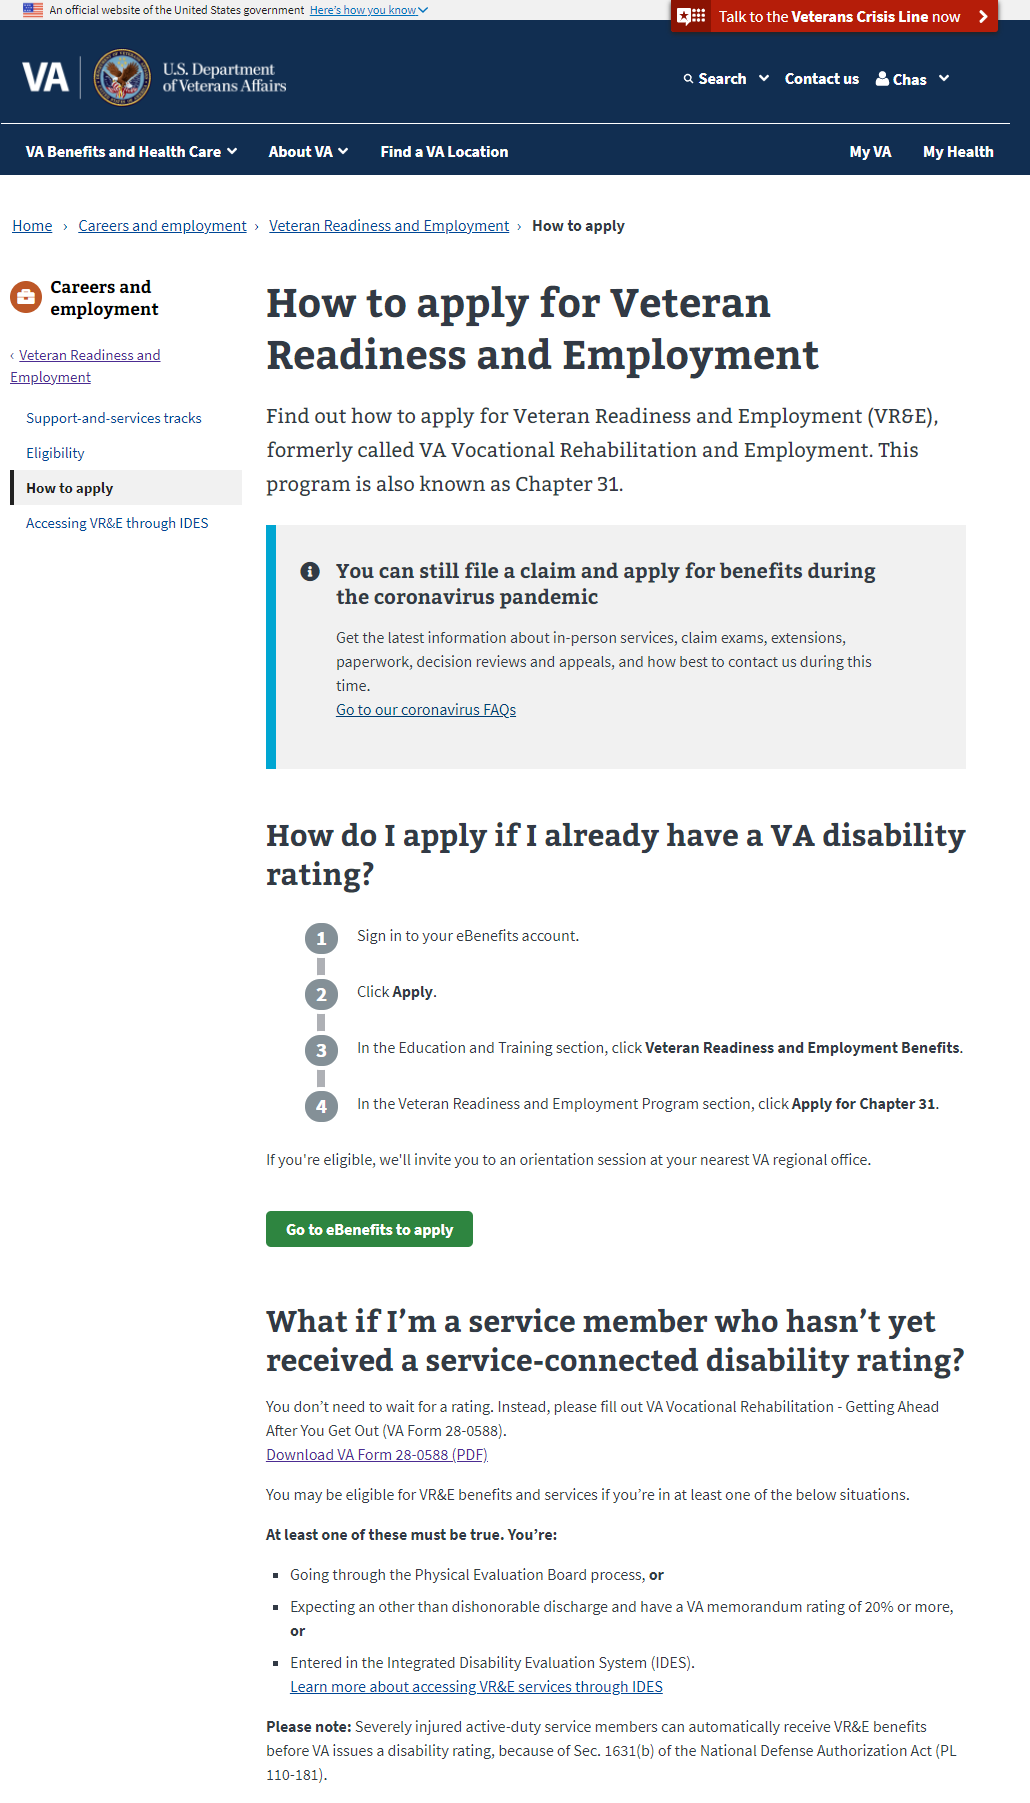 An official website of the United States government Here's how you know
Talk to the Veterans Crisis Line now
VA
U.S. Department
of Veterans Affairs
Search Contact us Chas
VA Benefits and Health Care About VA Find a VA Location My VA My Health
Home › Careers and employment › Veteran Readiness and Employment › How to apply
Careers and
employment
‹ Veteran Readiness and
Employment
Support-and-services tracks
Eligibility
How to apply
Accessing VR&E through IDES
How to apply for Veteran
Readiness and Employment
Find out how to apply for Veteran Readiness and Employment (VR&E),
formerly called VA Vocational Rehabilitation and Employment. This
program is also known as Chapter 31.
You can still file a claim and apply for benefits during
the coronavirus pandemic
Get the latest information about in-person services, claim exams, extensions,
paperwork, decision reviews and appeals, and how best to contact us during this
time.
Go to our coronavirus FAQs
How do I apply if I already have a VA disability
rating?
1 Sign in to your eBenefits account.
2 Click Apply.
3 In the Education and Training section, click Veteran Readiness and Employment Benefits.
4 In the Veteran Readiness and Employment Program section, click Apply for Chapter 31.
If you're eligible, we'll invite you to an orientation session at your nearest VA regional office.
Go to eBenefits to apply
What if I’m a service member who hasn’t yet
received a service-connected disability rating?
You don’t need to wait for a rating. Instead, please fill out VA Vocational Rehabilitation - Getting Ahead
After You Get Out (VA Form 28-0588).
Download VA Form 28-0588 (PDF)
You may be eligible for VR&E benefits and services if you’re in at least one of the below situations.
At least one of these must be true. You’re:
Going through the Physical Evaluation Board process, or
Expecting an other than dishonorable discharge and have a VA memorandum rating of 20% or more,
or
Entered in the Integrated Disability Evaluation System (IDES).
Learn more about accessing VR&E services through IDES
Please note: Severely injured active-duty service members can automatically receive VR&E benefits
before VA issues a disability rating, because of Sec. 1631(b) of the National Defense Authorization Act (PL
110-181).